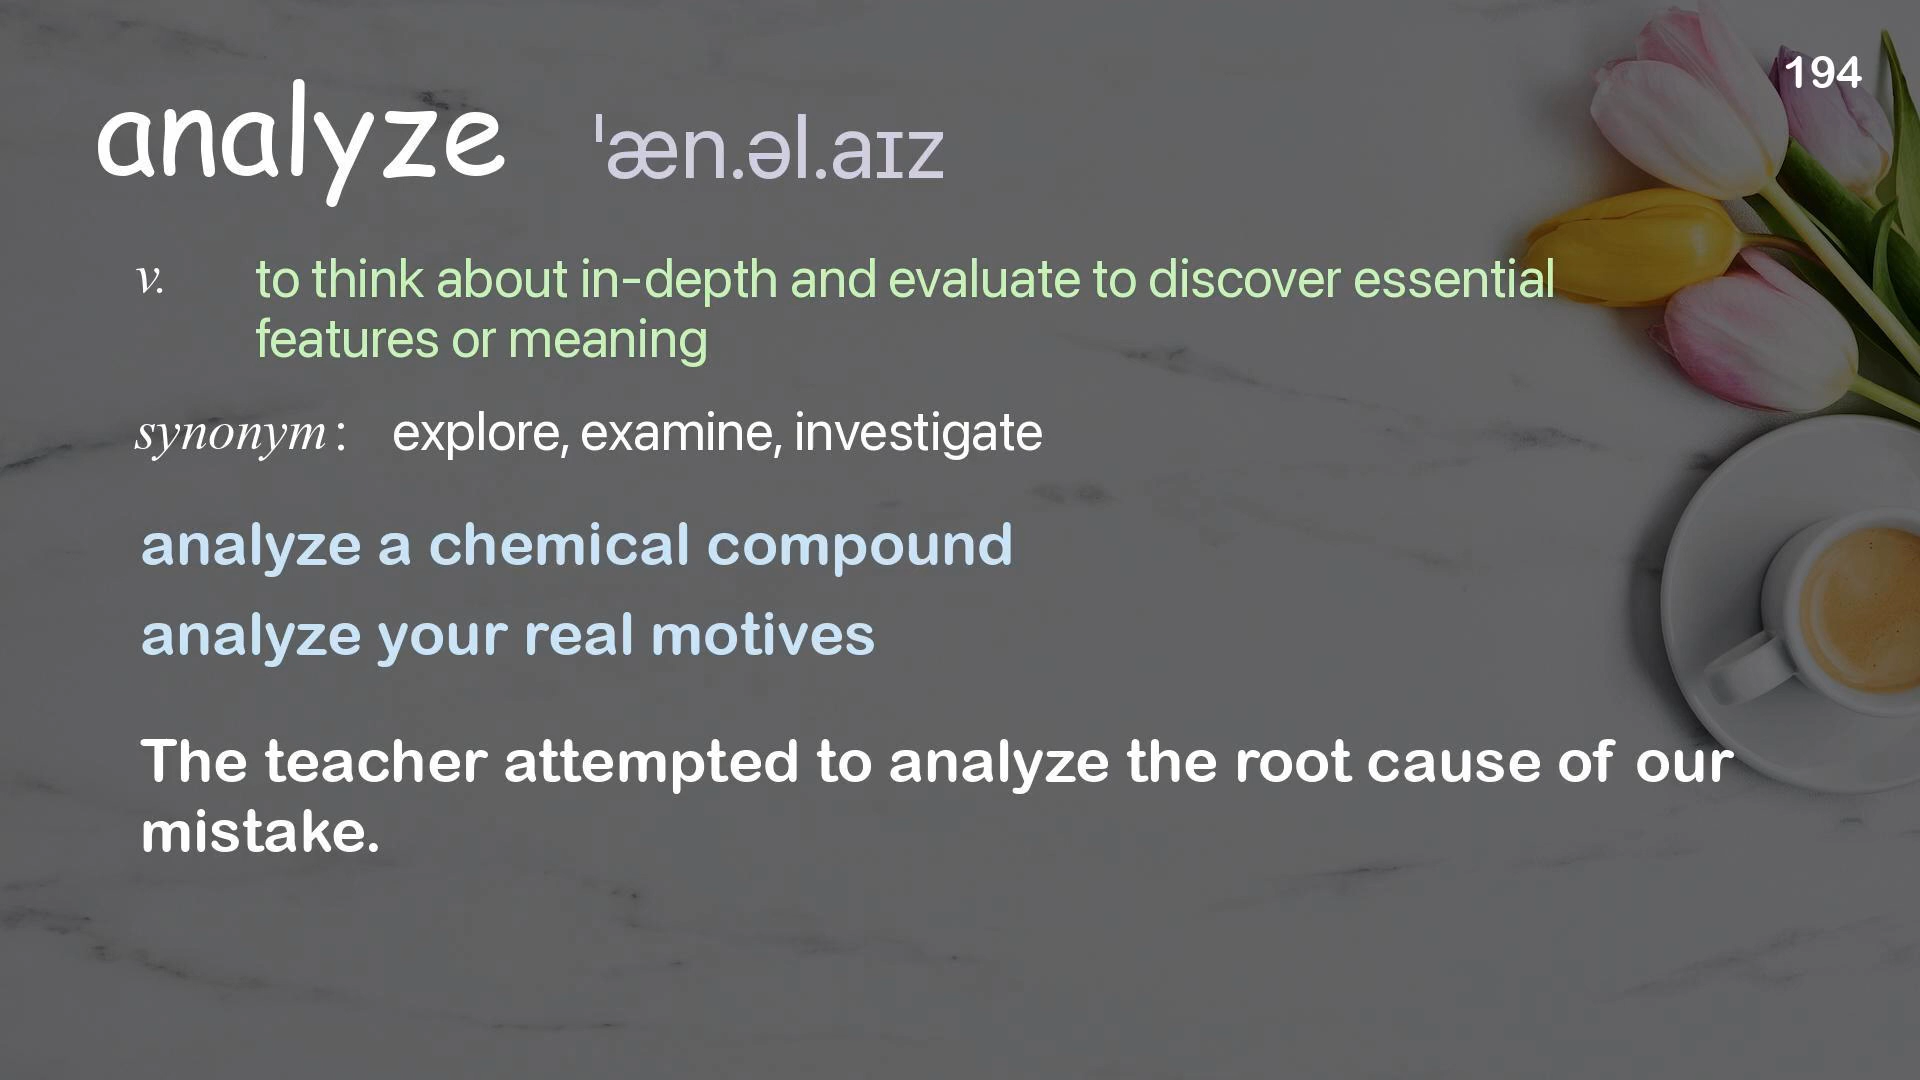 194
analyze ˈæn.əl.aɪz
v. to think about in-depth and evaluate to discover essential
features or meaning
synonym : explore, examine, investigate
analyze a chemical compound
analyze your real motives
The teacher attempted to analyze the root cause of our
mistake.